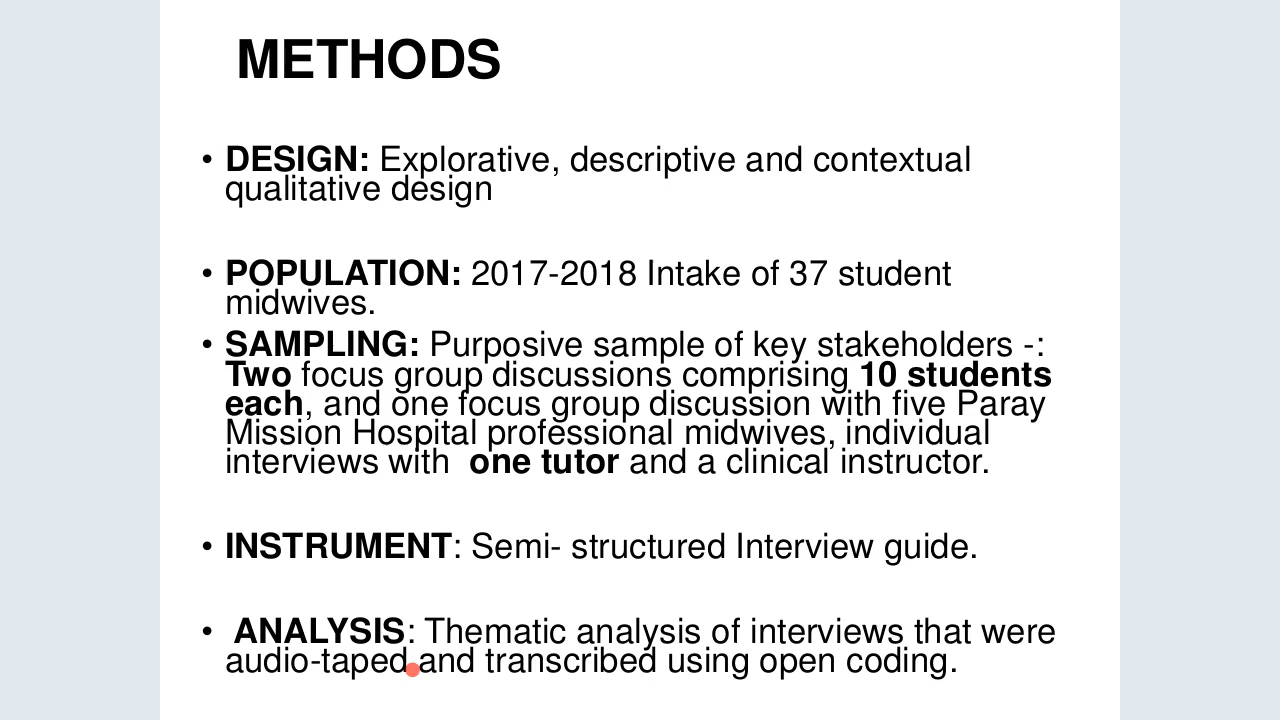 METHODS
• DESIGN: Explorative, descriptive and contextual
qualitative design
• POPULATION: 2017-2018 Intake of 37 student
midwives.
• SAMPLING: Purposive sample of key stakeholders -:
Two focus group discussions comprising 10 students
each, and one focus group discussion with five Paray
Mission Hospital professional midwives, individual
interviews with  one tutor and a clinical instructor.
• INSTRUMENT: Semi- structured Interview guide.
• ANALYSIS: Thematic analysis of interviews that were
audio-taped and transcribed using open coding.